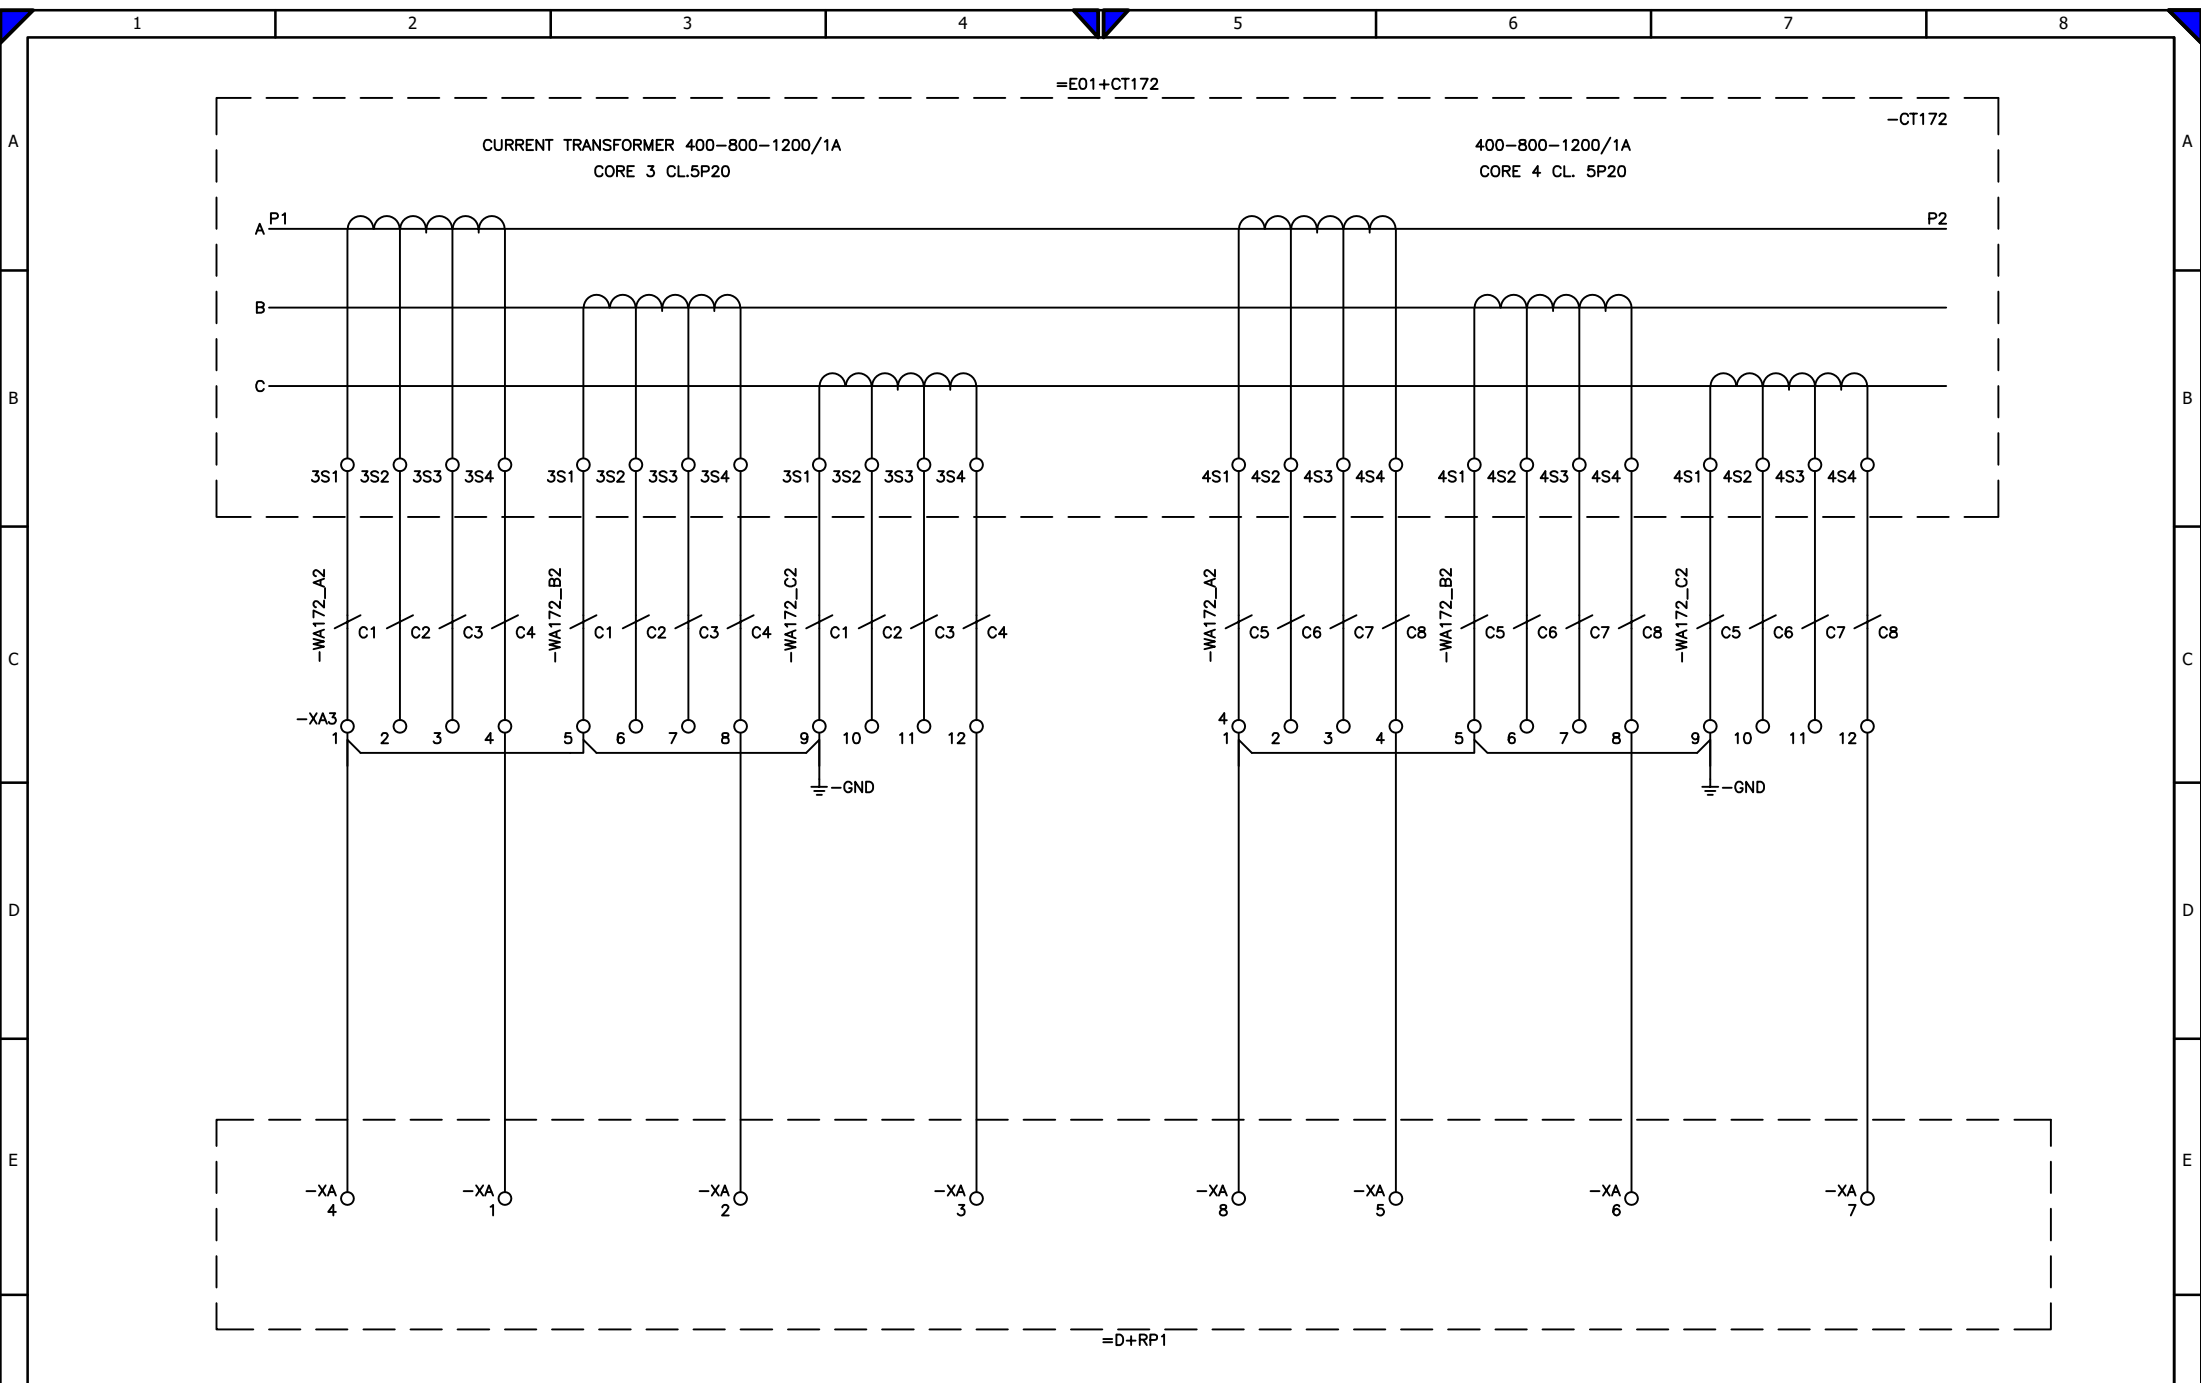 1 2 3 4 5 6 7 8
=E01+CT172
-CT172
A A
CURRENT TRANSFORMER 400-800-1200/1A 400-800-1200/1A
CORE 3 CL.5P20 CORE 4 CL. 5P20
P1 P2
A
B
C
B B
3S1 3S2 3S3 3S4 3S1 3S2 3S3 3S4 3S1 3S2 3S3 3S4 4S1 4S2 4S3 4S4 4S1 4S2 4S3 4S4 4S1 4S2 4S3 4S4
-WA172_A2 -WA172_B2 -WA172_C2 -WA172_A2 -WA172_B2 -WA172_C2
C1 C2 C3 C4 C1 C2 C3 C4 C1 C2 C3 C4 C5 C6 C7 C8 C5 C6 C7 C8 C5 C6 C7 C8
C C
-XA3 4
1 2 3 4 5 6 7 8 9 10 11 12 1 2 3 4 5 6 7 8 9 10 11 12
-GND -GND
D D
E E
-XA -XA -XA -XA -XA -XA -XA -XA
4 1 2 3 8 5 6 7
=D+RP1